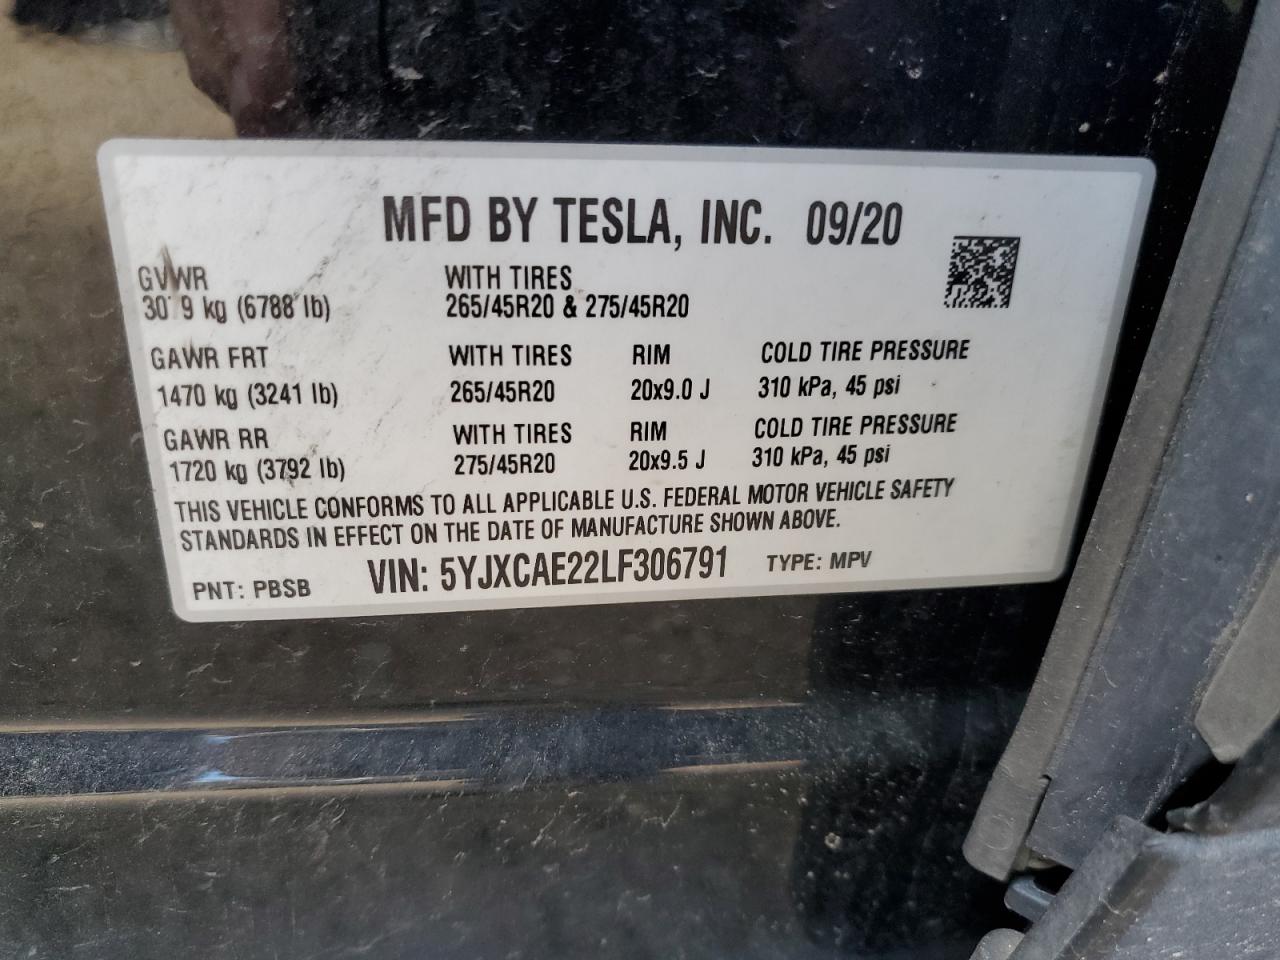 MFD BY TESLA, INC. 09/20
GVWR WITH TIRES
kg (6788 lb) 265/45R20 & 275/45R20
GAWR FRT WITH TIRES RIM COLD TIRE PRESSURE
1470 kg (3241 lb) 265/45R20 20x9.0 J 310 kPa, 45 psi
GAWR RR WITH TIRES RIM COLD TIRE PRESSURE
1720 kg (3792 lb) 275/45R20 20x9.5 J 310 kPa, 45 psi
THIS VEHICLE CONFORMS TO ALL APPLICABLE U.S. FEDERAL MOTOR VEHICLE SAFETY
STANDARDS IN EFFECT ON THE DATE OF MANUFACTURE SHOWN ABOVE.
PNT: PBSB VIN: 5YJXCAE22LF306791 TYPE: MPV